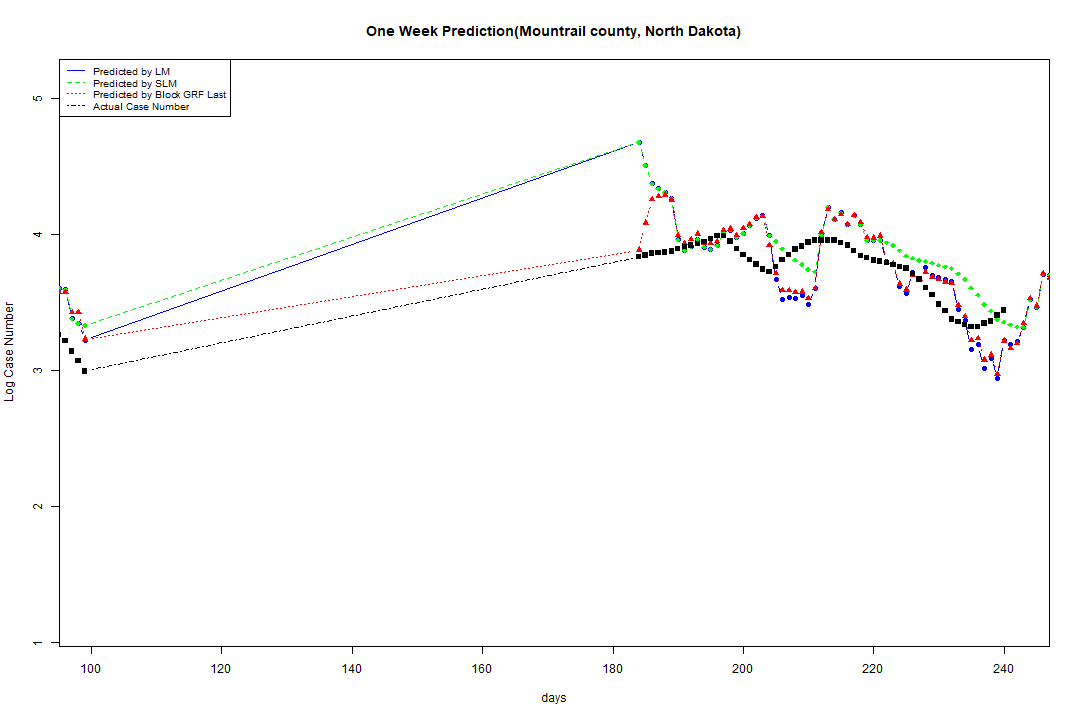 One Week Prediction(Mountrail county, North Dakota)
Predicted by LM
Predicted by SLM
Predicted by Block GRF Last
Actual Case Number
5
4
3
2
1
Log Case Number
100 120 140 160 180 200 220 240
days